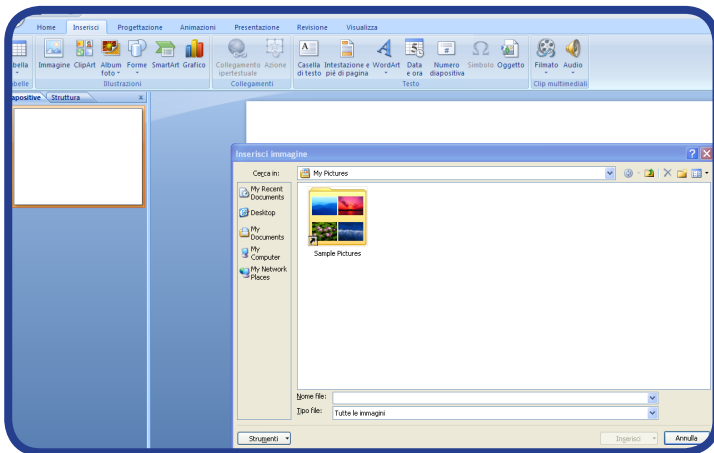 Home Inserisci Progettazione Animazioni Presentazione Revisione Visualizza
bella Immagine ClipArt Album foto Forme SmartArt Grafico Collegamento ipertestuale Azione Casella di testo Intestazione e piè di pagina WordArt Data e ora Numero diapositiva Simbolo Oggetto Filmato Audio
belle Illustrazioni Collegamenti Testo Clip multimediali
apositive Struttura x
Inserisci immagine
Cerca in: My Pictures
My Recent Documents
Desktop
My Documents
My Computer
My Network Places
Sample Pictures
Nome file:
Tipo file: Tutte le immagini
Strumenti Inserisci Annulla